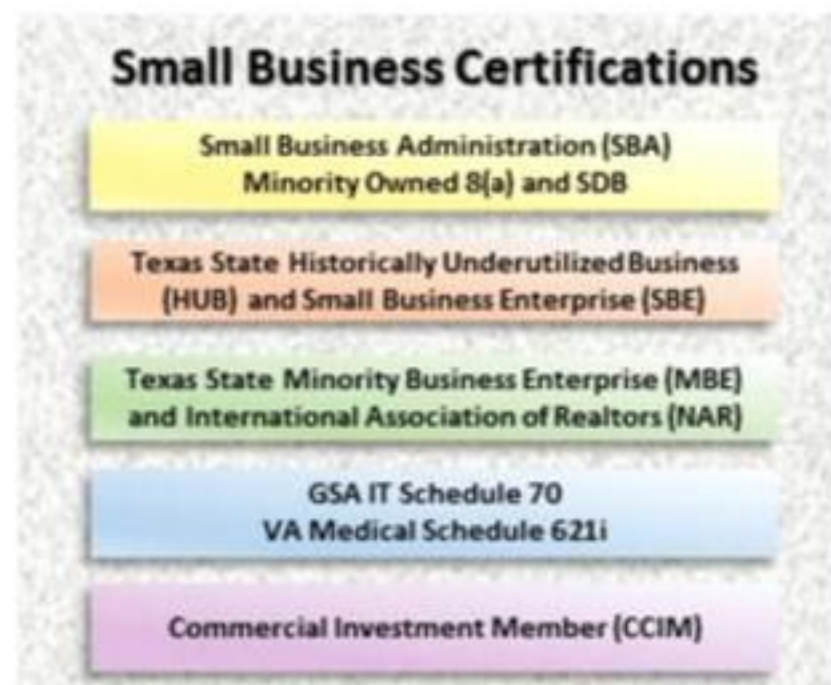 Small Business Certifications
Small Business Administration (SBA)
Minority Owned 8(a) and SDB
Texas State Historically Underutilized Business
(HUB) and Small Business Enterprise (SBE)
Texas State Minority Business Enterprise (MBE)
and International Association of Realtors (NAR)
GSA IT Schedule 70
VA Medical Schedule 621i
Commercial Investment Member (CCIM)